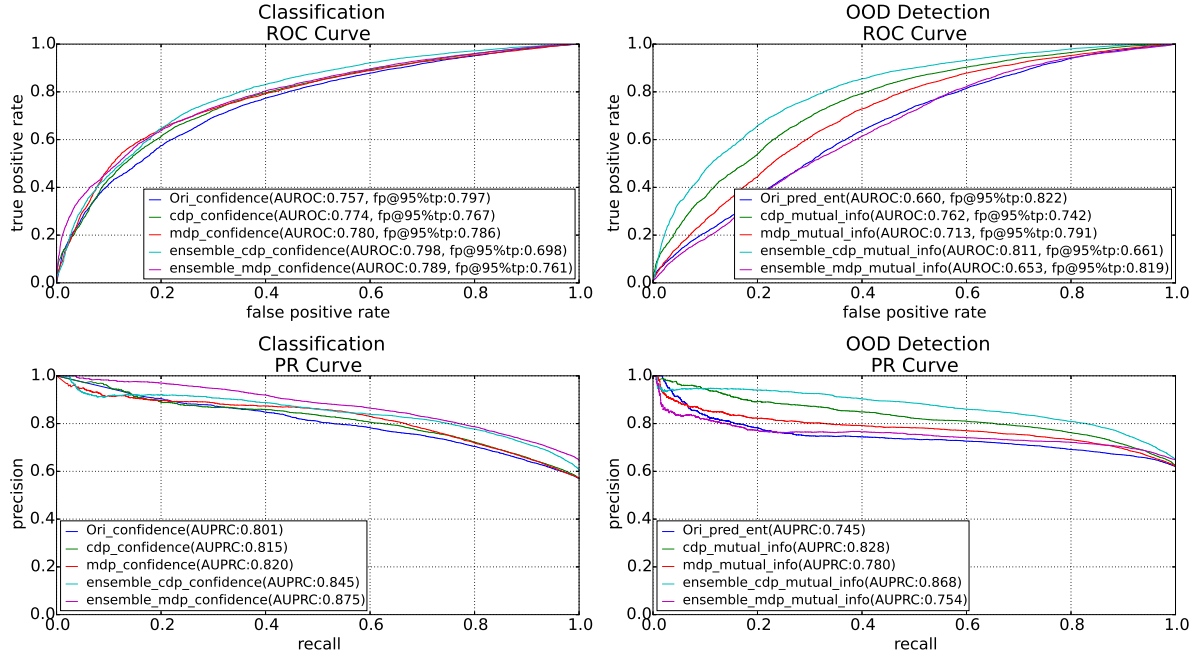 Classification
ROC Curve
true positive rate
1.0
0.8
0.6
0.4
0.2
0.0
Ori_confidence(AUROC:0.757, fp@95%tp:0.797)
cdp_confidence(AUROC:0.774, fp@95%tp:0.767)
mdp_confidence(AUROC:0.780, fp@95%tp:0.786)
ensemble_cdp_confidence(AUROC:0.798, fp@95%tp:0.698)
ensemble_mdp_confidence(AUROC:0.789, fp@95%tp:0.761)
0.0 0.2 0.4 0.6 0.8 1.0
false positive rate
OOD Detection
ROC Curve
true positive rate
1.0
0.8
0.6
0.4
0.2
0.0
Ori_pred_ent(AUROC:0.660, fp@95%tp:0.822)
cdp_mutual_info(AUROC:0.762, fp@95%tp:0.742)
mdp_mutual_info(AUROC:0.713, fp@95%tp:0.791)
ensemble_cdp_mutual_info(AUROC:0.811, fp@95%tp:0.661)
ensemble_mdp_mutual_info(AUROC:0.653, fp@95%tp:0.819)
0.0 0.2 0.4 0.6 0.8 1.0
false positive rate
Classification
PR Curve
precision
1.0
0.8
0.6
0.4
0.2
0.0
Ori_confidence(AUPRC:0.801)
cdp_confidence(AUPRC:0.815)
mdp_confidence(AUPRC:0.820)
ensemble_cdp_confidence(AUPRC:0.845)
ensemble_mdp_confidence(AUPRC:0.875)
0.0 0.2 0.4 0.6 0.8 1.0
recall
OOD Detection
PR Curve
precision
1.0
0.8
0.6
0.4
0.2
0.0
Ori_pred_ent(AUPRC:0.745)
cdp_mutual_info(AUPRC:0.828)
mdp_mutual_info(AUPRC:0.780)
ensemble_cdp_mutual_info(AUPRC:0.868)
ensemble_mdp_mutual_info(AUPRC:0.754)
0.0 0.2 0.4 0.6 0.8 1.0
recall